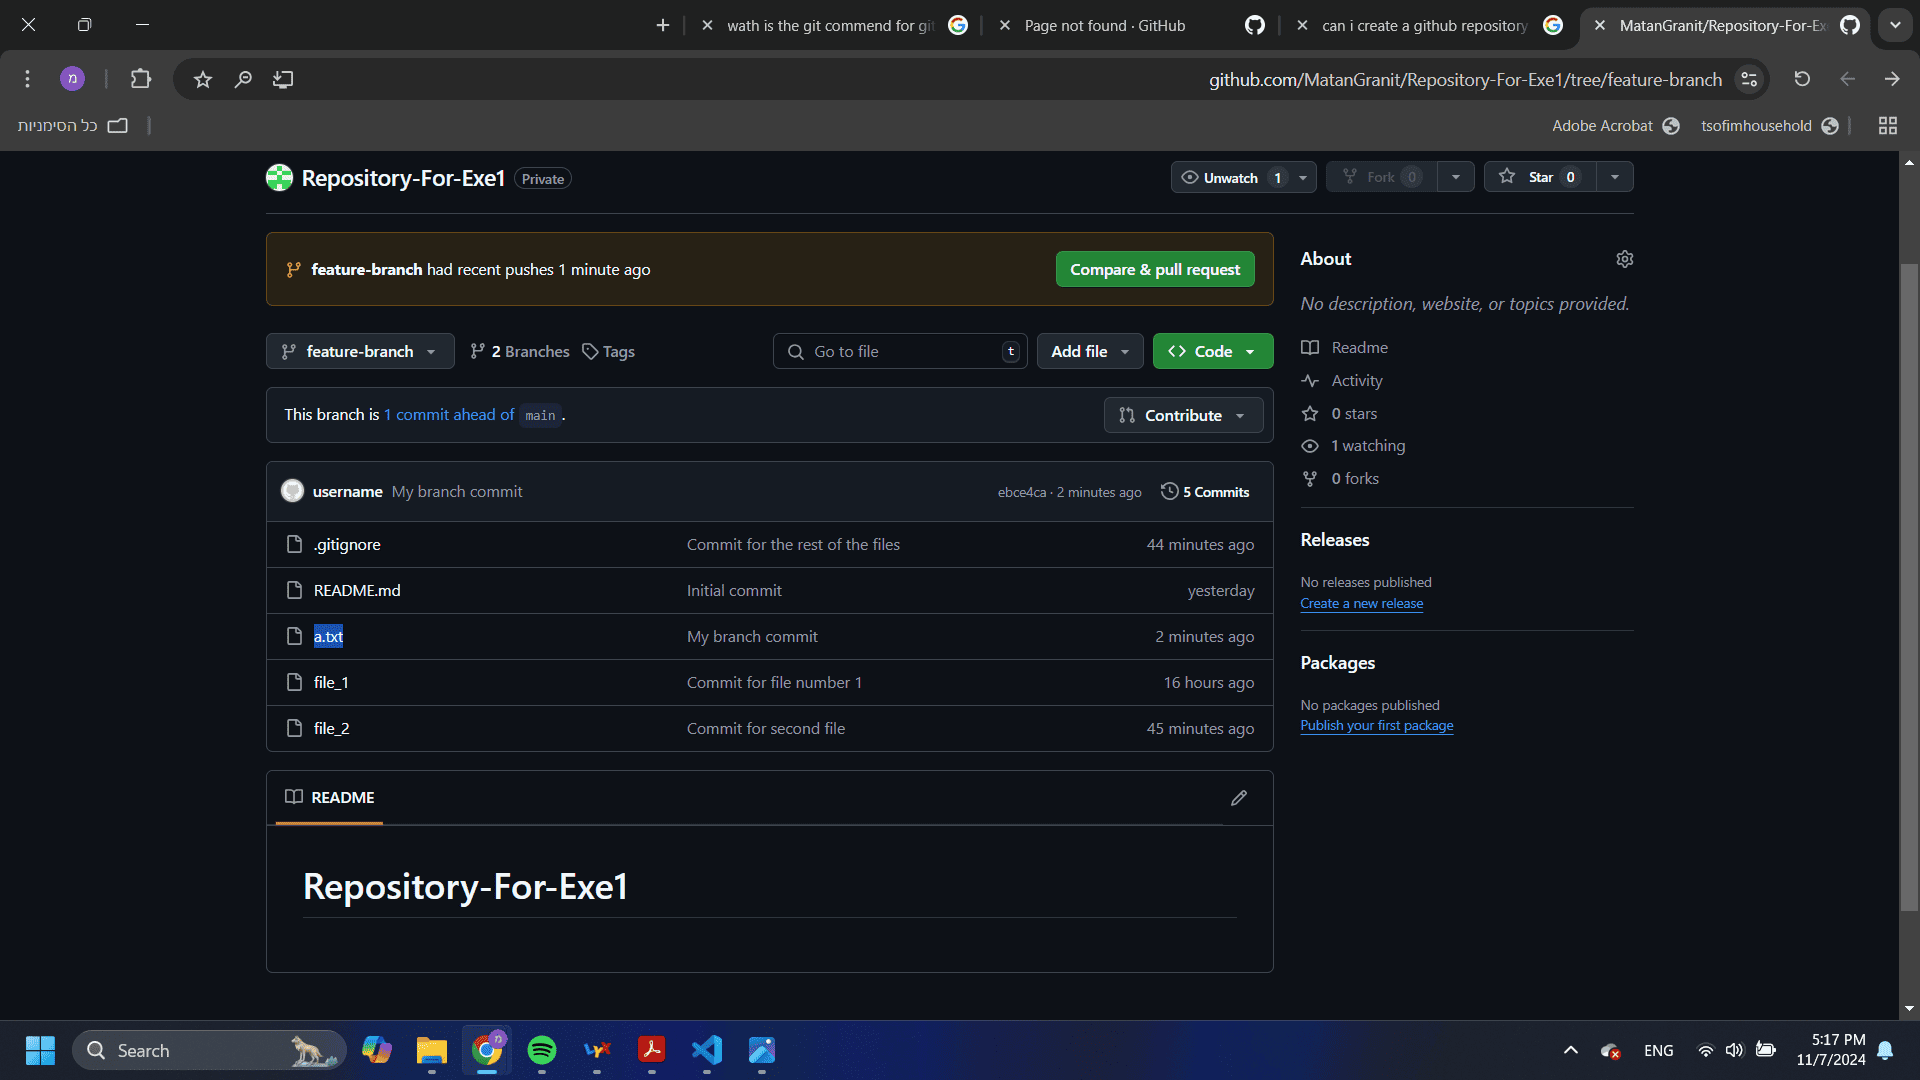 wath is the git commend for gi
Page not found · GitHub
can i create a github repository
MatanGranit/Repository-For-Ex
מ
github.com/MatanGranit/Repository-For-Exe1/tree/feature-branch
כל הסימניות
Adobe Acrobat
tsofimhousehold
Repository-For-Exe1
Private
Unwatch 1
Fork 0
Star 0
feature-branch had recent pushes 1 minute ago
Compare & pull request
feature-branch
2 Branches
Tags
Go to file
t
Add file
Code
This branch is 1 commit ahead of main.
Contribute
username My branch commit
ebce4ca · 2 minutes ago
5 Commits
.gitignore
Commit for the rest of the files
44 minutes ago
README.md
Initial commit
yesterday
a.txt
My branch commit
2 minutes ago
file_1
Commit for file number 1
16 hours ago
file_2
Commit for second file
45 minutes ago
README
Repository-For-Exe1
About
No description, website, or topics provided.
Readme
Activity
0 stars
1 watching
0 forks
Releases
No releases published
Create a new release
Packages
No packages published
Publish your first package
Search
מ
LYX
ENG
5:17 PM
11/7/2024